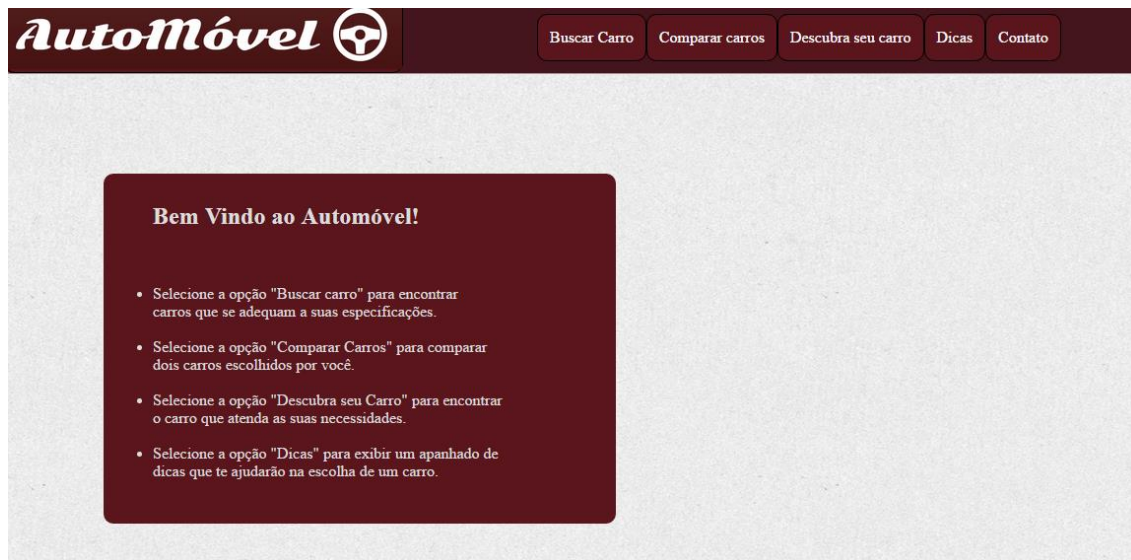 AutoMóvel
Buscar Carro
Comparar carros
Descubra seu carro
Dicas
Contato
Bem Vindo ao Automóvel!
Selecione a opção "Buscar carro" para encontrar
carros que se adequam a suas especificações.
Selecione a opção "Comparar Carros" para comparar
dois carros escolhidos por você.
Selecione a opção "Descubra seu Carro" para encontrar
o carro que atenda as suas necessidades.
Selecione a opção "Dicas" para exibir um apanhado de
dicas que te ajudarão na escolha de um carro.